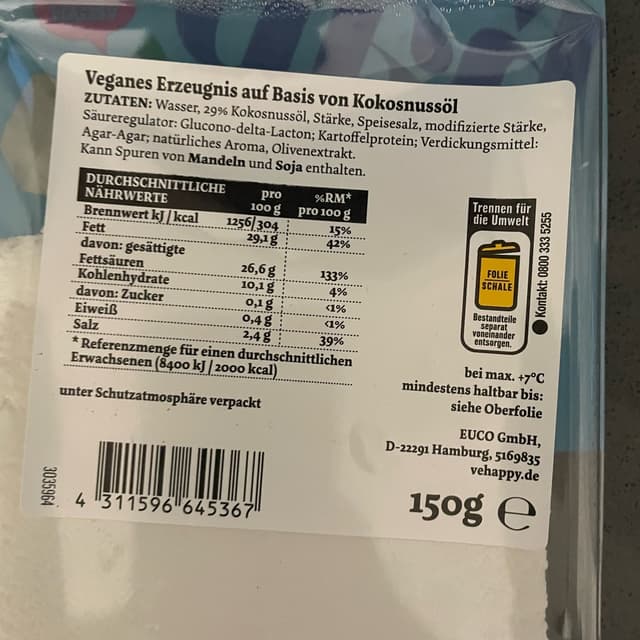 Veganes Erzeugnis auf Basis von Kokosnussöl
ZUTATEN: Wasser, 29% Kokosnussöl, Stärke, Speisesalz, modifizierte Stärke,
Säureregulator: Glucono-delta-Lacton; Kartoffelprotein; Verdickungsmittel:
Agar-Agar; natürliches Aroma, Olivenextrakt.
Kann Spuren von Mandeln und Soja enthalten.
DURCHSCHNITTLICHE NÄHRWERTE pro 100 g %RM* pro 100 g
Brennwert kJ / kcal 1256/304 15%
Fett 29,1 g 42%
davon: gesättigte
Fettsäuren 26,6 g 133%
Kohlenhydrate 10,1 g 4%
davon: Zucker 0,1 g <1%
Eiweiß 0,4 g <1%
Salz 2,4 g 39%
* Referenzmenge für einen durchschnittlichen
Erwachsenen (8400 kJ / 2000 kcal)
unter Schutzatmosphäre verpackt
Trennen für
die Umwelt
FOLIE
SCHALE
Bestandteile
separat
voneinander
entsorgen.
Kontakt: 0800 333 5255
bei max. +7°C
mindestens haltbar bis:
siehe Oberfolie
EUCO GmbH,
D-22291 Hamburg, 5169835
vehappy.de
150g ℮
3035964
4 311596 645367